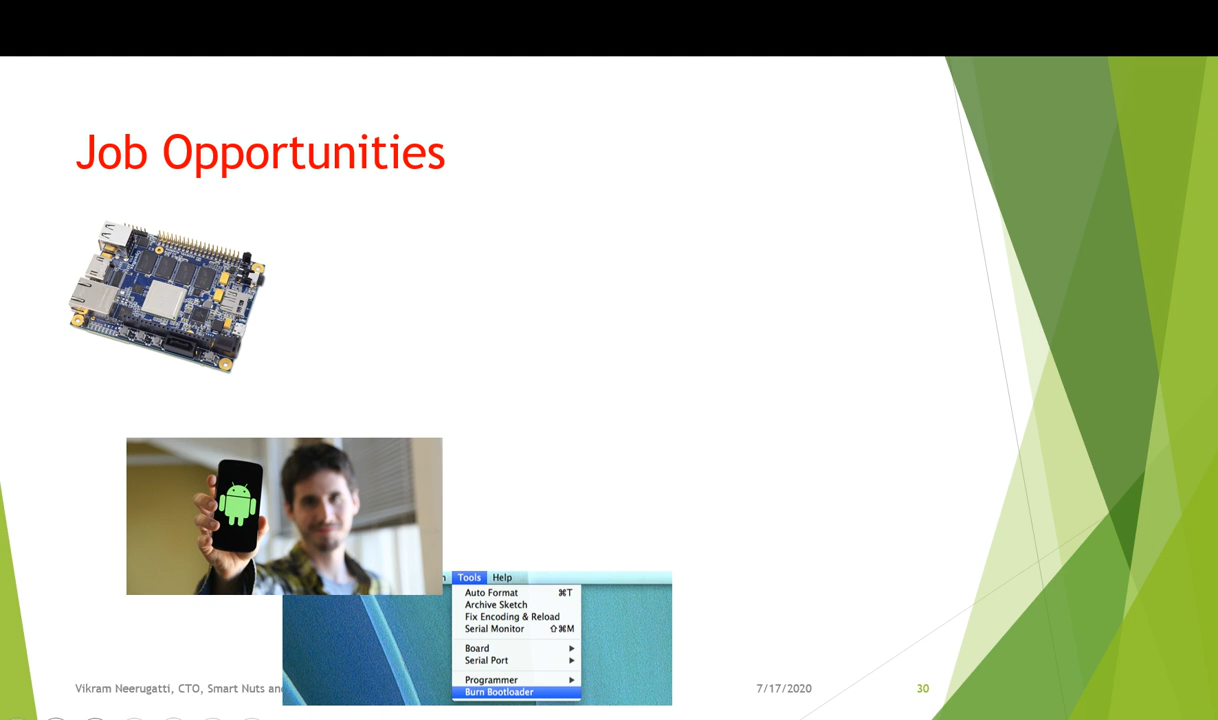 Job Opportunities
Tools Help
Auto Format ⌘T
Archive Sketch
Fix Encoding & Reload
Serial Monitor ⇧⌘M
Board ▶
Serial Port ▶
Programmer ▶
Burn Bootloader
Vikram Neerugatti, CTO, Smart Nuts
7/17/2020
30